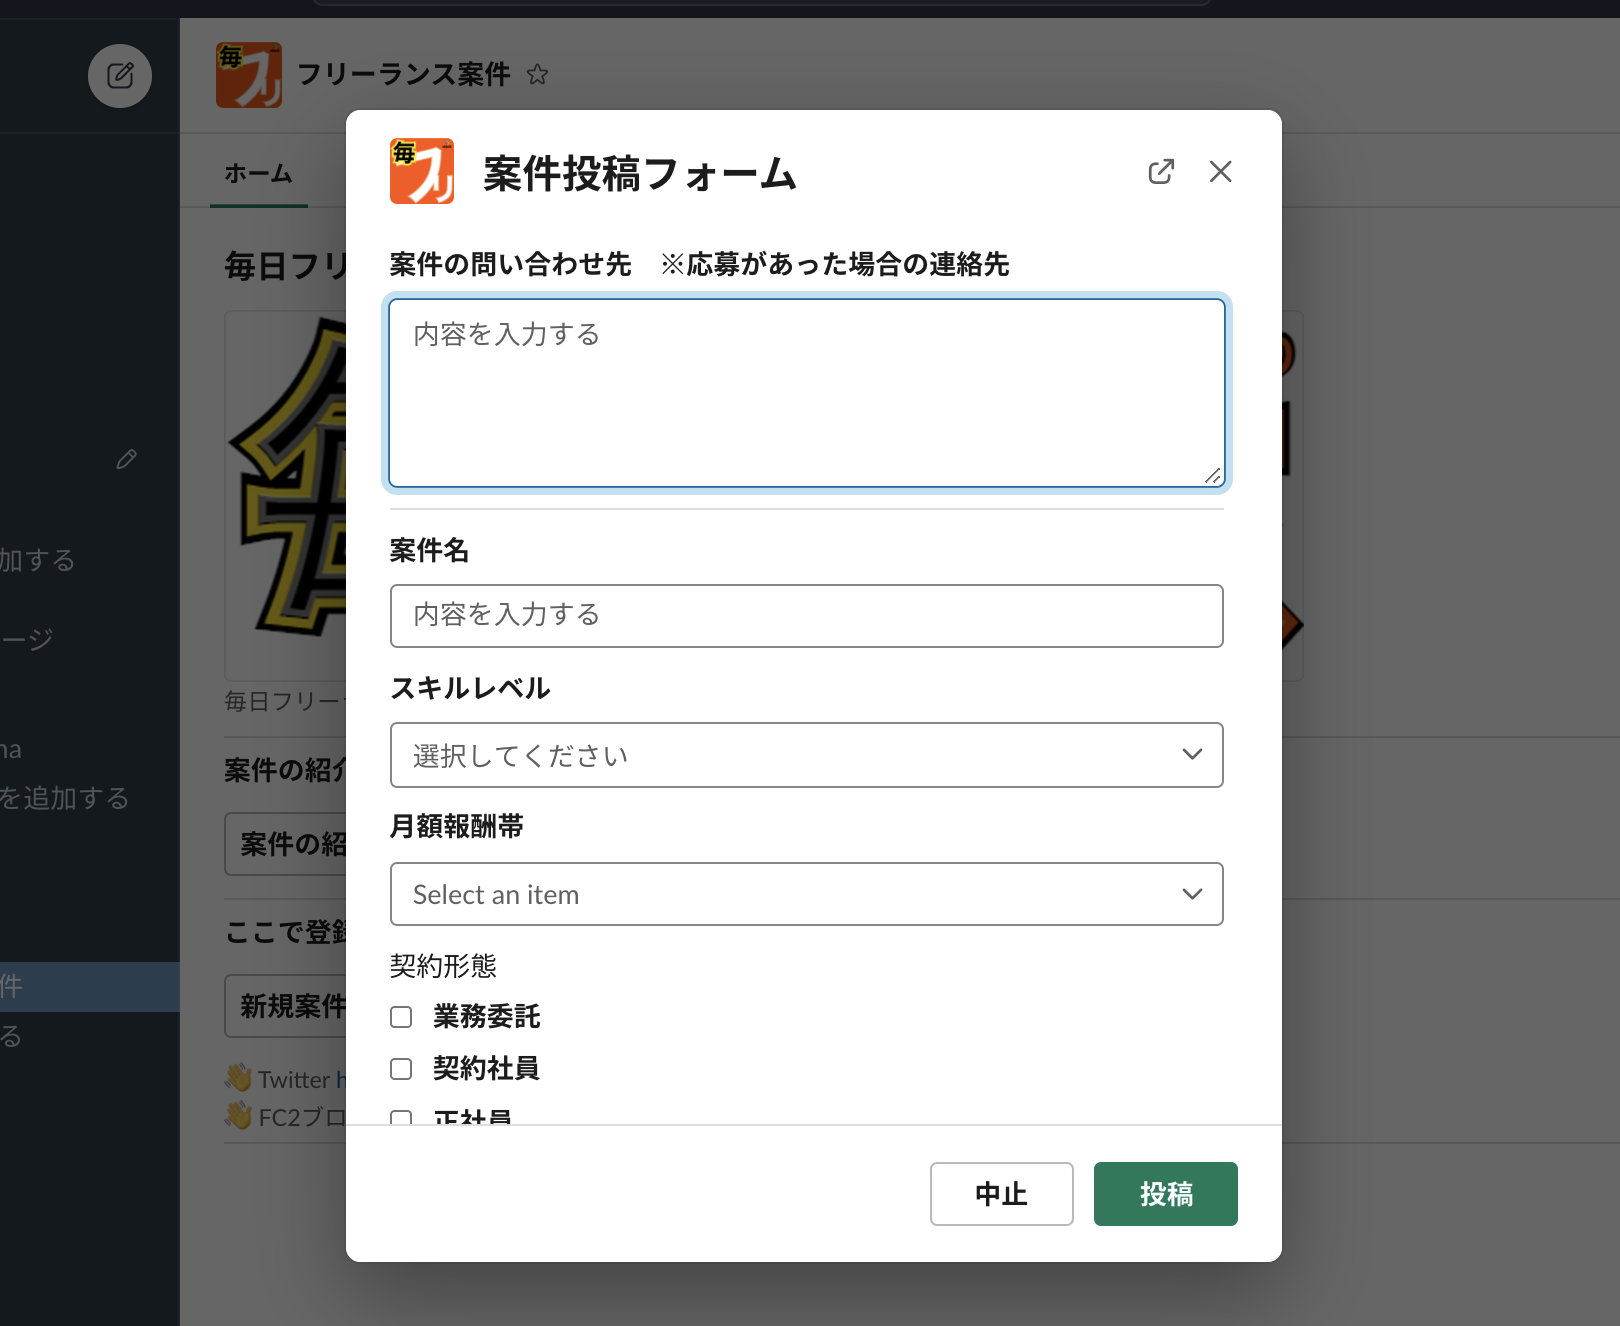 毎
フリ
フリーランス案件
ホーム
毎日フリ
加する
ージ
na
を追加する
件
る
毎日フリー
案件の紹介
案件の紹
ここで登録
新規案件
👋 Twitter h
👋 FC2ブロ
毎
フリ
案件投稿フォーム
案件の問い合わせ先　※応募があった場合の連絡先
内容を入力する
案件名
内容を入力する
スキルレベル
選択してください
月額報酬帯
Select an item
契約形態
業務委託
契約社員
正社員
中止
投稿